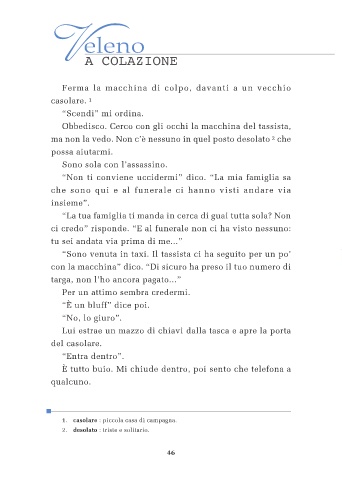 Veleno
A COLAZIONE
Ferma la macchina di colpo, davanti a un vecchio
casolare. 1
“Scendi” mi ordina.
Obbedisco. Cerco con gli occhi la macchina del tassista,
ma non la vedo. Non c’è nessuno in quel posto desolato 2 che
possa aiutarmi.
Sono sola con l’assassino.
“Non ti conviene uccidermi” dico. “La mia famiglia sa
che sono qui e al funerale ci hanno visti andare via
insieme”.
“La tua famiglia ti manda in cerca di guai tutta sola? Non
ci credo” risponde. “E al funerale non ci ha visto nessuno:
tu sei andata via prima di me...”
“Sono venuta in taxi. Il tassista ci ha seguito per un po’
con la macchina” dico. “Di sicuro ha preso il tuo numero di
targa, non l’ho ancora pagato...”
Per un attimo sembra credermi.
“È un bluff” dice poi.
“No, lo giuro”.
Lui estrae un mazzo di chiavi dalla tasca e apre la porta
del casolare.
“Entra dentro”.
È tutto buio. Mi chiude dentro, poi sento che telefona a
qualcuno.
1. casolare : piccola casa di campagna.
2. desolato : triste e solitario.
46